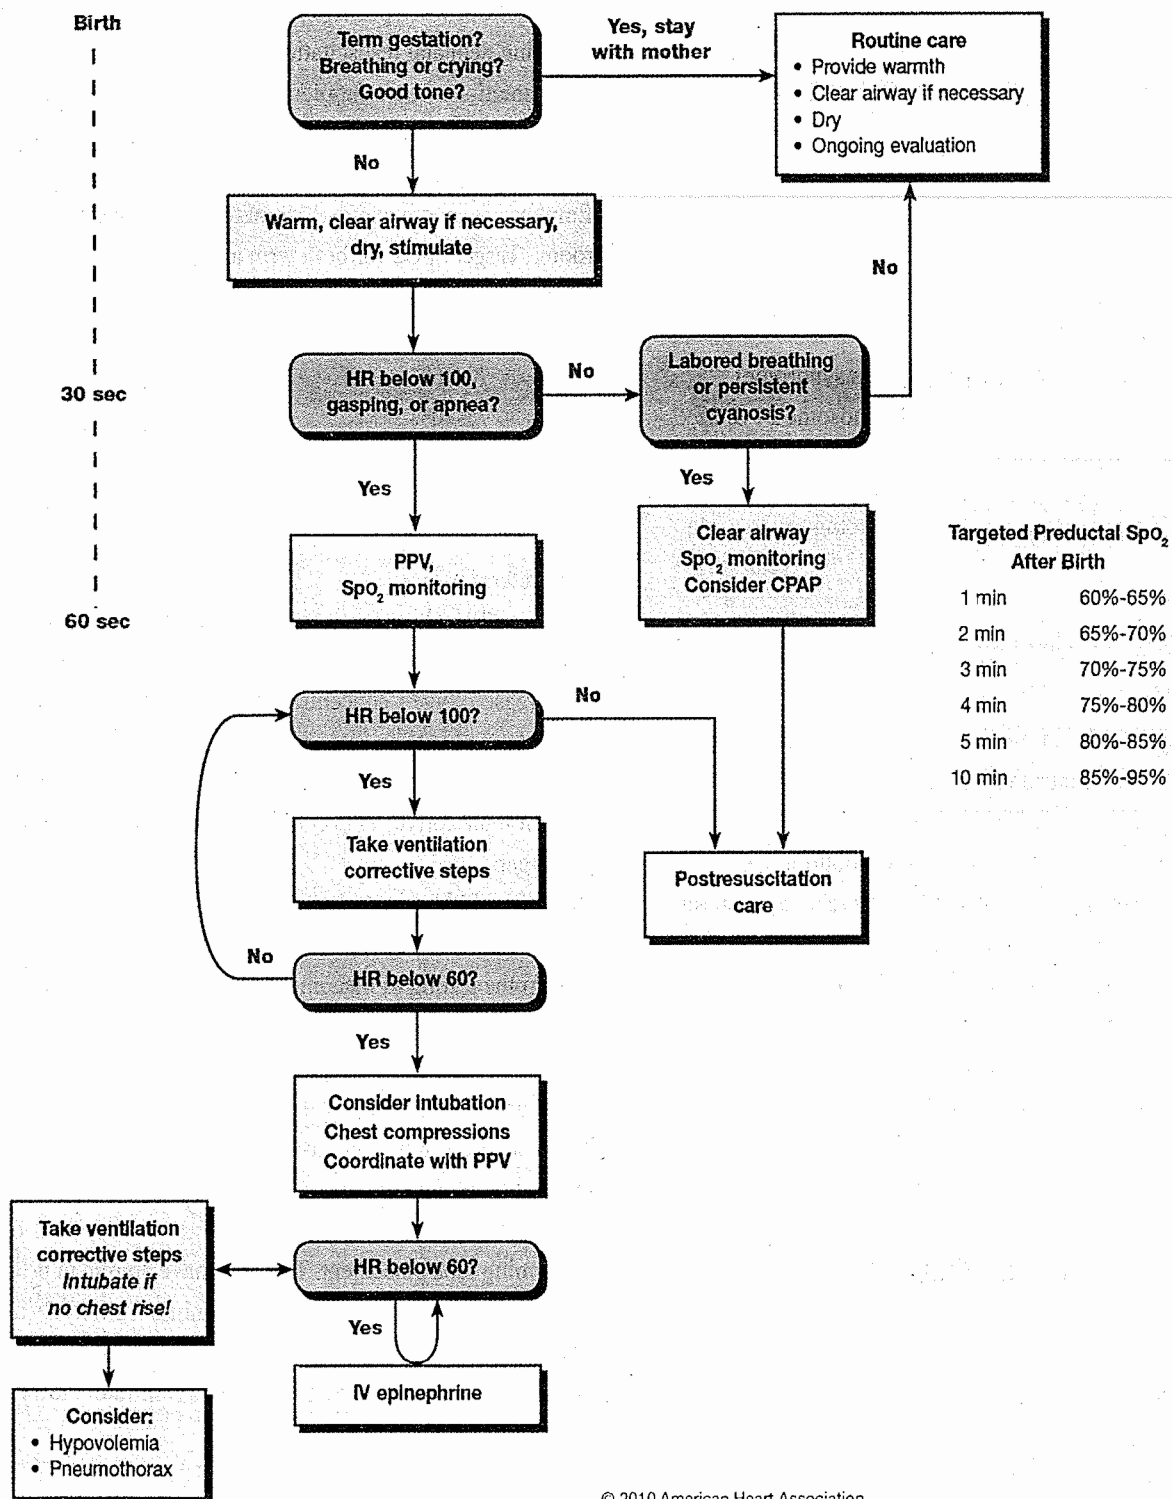 Birth
Term gestation?
Breathing or crying?
Good tone?
Yes, stay
with mother
Routine care
• Provide warmth
• Clear airway if necessary
• Dry
• Ongoing evaluation
No
Warm, clear airway if necessary,
dry, stimulate
No
30 sec
HR below 100,
gasping, or apnea?
No
Labored breathing
or persistent
cyanosis?
Yes
Yes
PPV,
SpO₂ monitoring
Clear airway
SpO₂ monitoring
Consider CPAP
60 sec
Targeted Preductal SpO₂
After Birth
1 min 60%-65%
2 min 65%-70%
3 min 70%-75%
4 min 75%-80%
5 min 80%-85%
10 min 85%-95%
HR below 100?
No
Yes
Take ventilation
corrective steps
Postresuscitation
care
No
HR below 60?
Yes
Consider intubation
Chest compressions
Coordinate with PPV
Take ventilation
corrective steps
Intubate if
no chest rise!
HR below 60?
Yes
IV epinephrine
Consider:
• Hypovolemia
• Pneumothorax
© 2010 American Heart Association